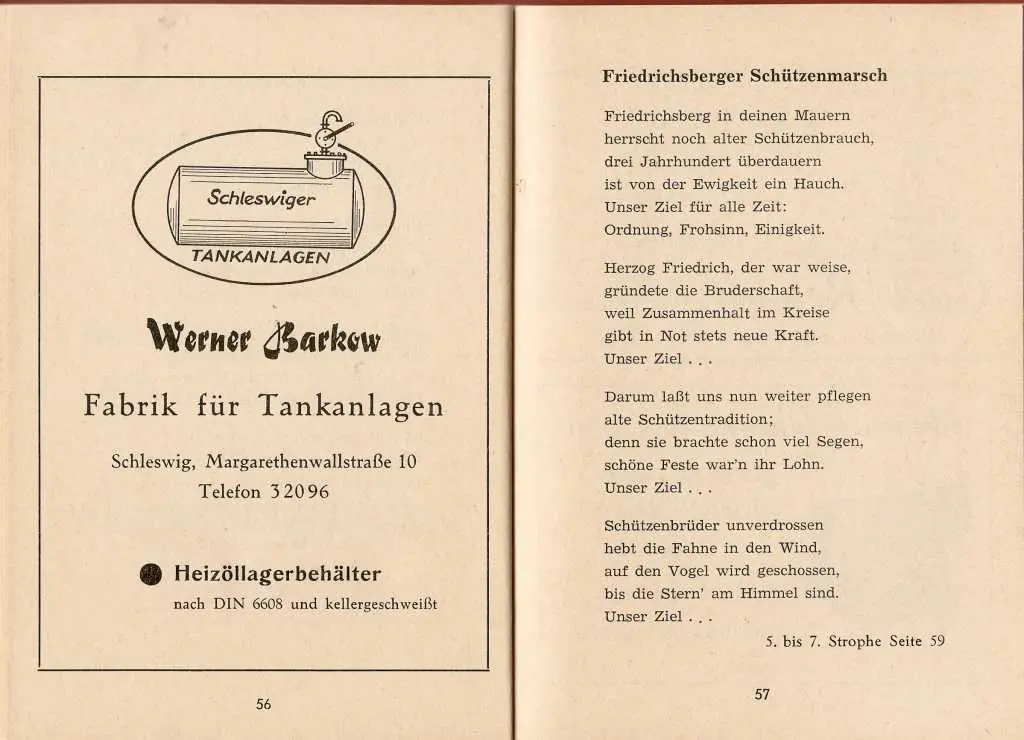 Schleswiger
TANKANLAGEN
Werner Barkow
Fabrik für Tankanlagen
Schleswig, Margarethenwallstraße 10
Telefon 32096
Heizöllagerbehälter
nach DIN 6608 und kellergeschweißt
56
Friedrichsberger Schützenmarsch
Friedrichsberg in deinen Mauern
herrscht noch alter Schützenbrauch,
drei Jahrhundert überdauern
ist von der Ewigkeit ein Hauch.
Unser Ziel für alle Zeit:
Ordnung, Frohsinn, Einigkeit.
Herzog Friedrich, der war weise,
gründete die Bruderschaft,
weil Zusammenhalt im Kreise
gibt in Not stets neue Kraft.
Unser Ziel . . .
Darum laßt uns nun weiter pflegen
alte Schützentradition;
denn sie brachte schon viel Segen,
schöne Feste war'n ihr Lohn.
Unser Ziel . . .
Schützenbrüder unverdrossen
hebt die Fahne in den Wind,
auf den Vogel wird geschossen,
bis die Stern' am Himmel sind.
Unser Ziel . . .
5. bis 7. Strophe Seite 59
57